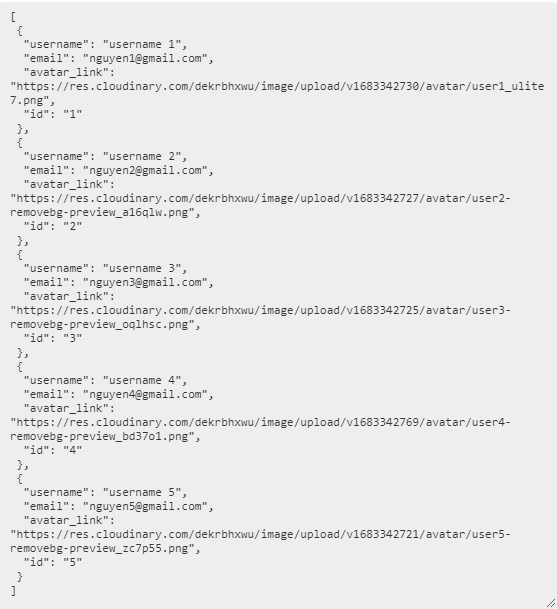 [
{
"username": "username 1",
"email": "nguyen1@gmail.com",
"avatar_link":
"https://res.cloudinary.com/dekrbhxwu/image/upload/v1683342730/avatar/user1_ulite
7.png",
"id": "1"
},
{
"username": "username 2",
"email": "nguyen2@gmail.com",
"avatar_link":
"https://res.cloudinary.com/dekrbhxwu/image/upload/v1683342727/avatar/user2-
removebg-preview_a16qlw.png",
"id": "2"
},
{
"username": "username 3",
"email": "nguyen3@gmail.com",
"avatar_link":
"https://res.cloudinary.com/dekrbhxwu/image/upload/v1683342725/avatar/user3-
removebg-preview_oqlhsc.png",
"id": "3"
},
{
"username": "username 4",
"email": "nguyen4@gmail.com",
"avatar_link":
"https://res.cloudinary.com/dekrbhxwu/image/upload/v1683342769/avatar/user4-
removebg-preview_bd37o1.png",
"id": "4"
},
{
"username": "username 5",
"email": "nguyen5@gmail.com",
"avatar_link":
"https://res.cloudinary.com/dekrbhxwu/image/upload/v1683342721/avatar/user5-
removebg-preview_zc7p55.png",
"id": "5"
}
]